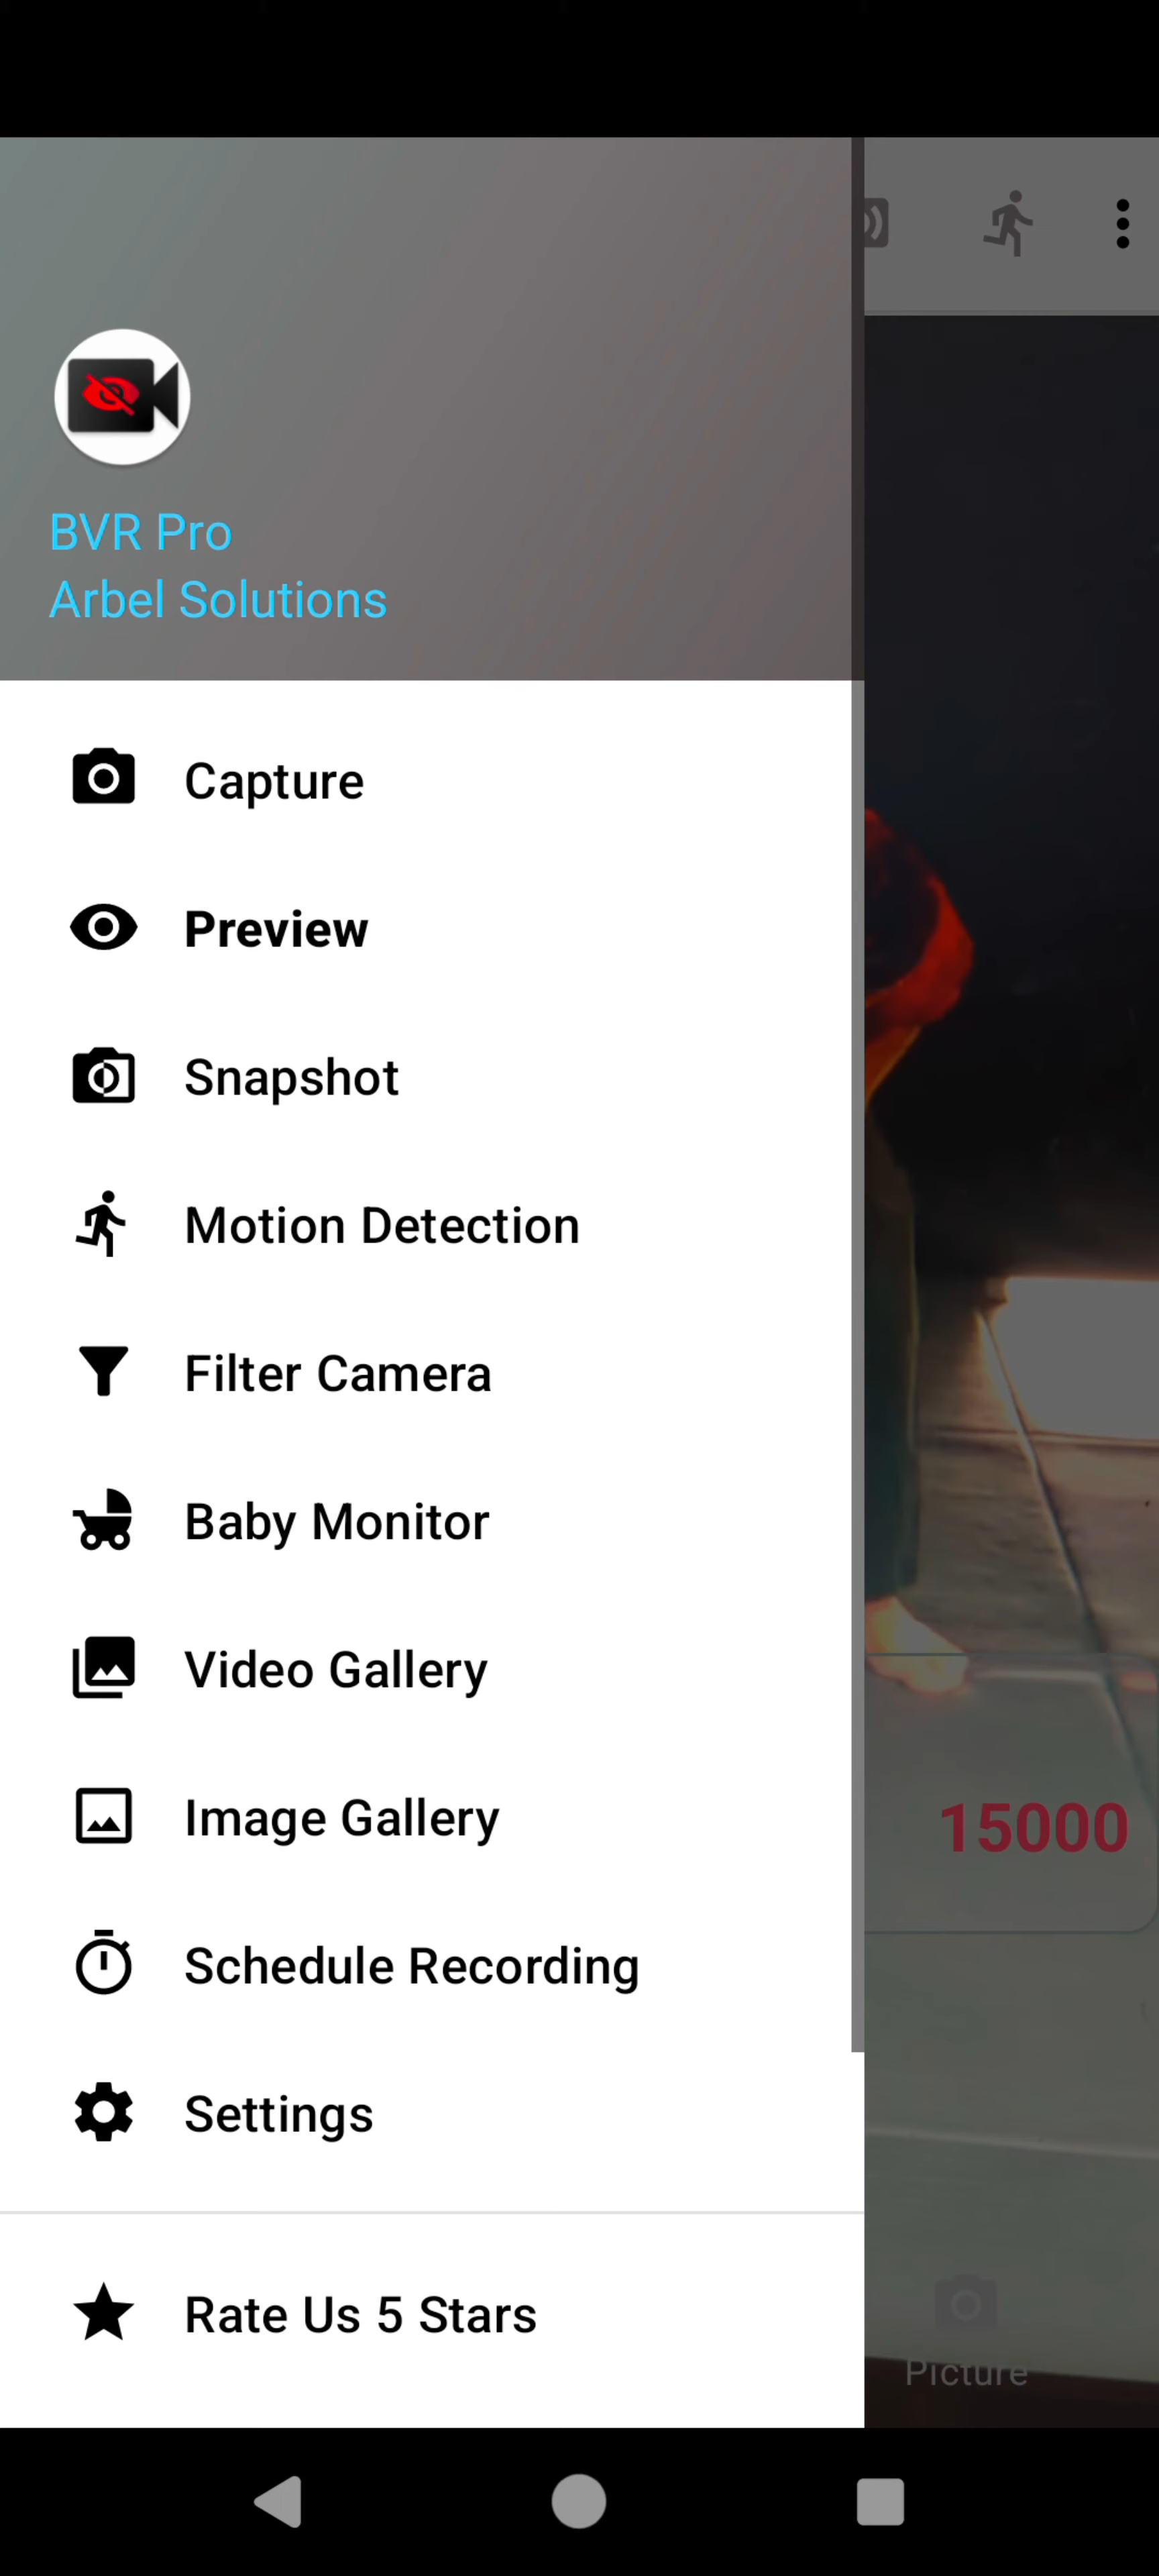 BVR Pro
Arbel Solutions
Capture
Preview
Snapshot
Motion Detection
Filter Camera
Baby Monitor
Video Gallery
Image Gallery
15000
Schedule Recording
Settings
Rate Us 5 Stars
Picture